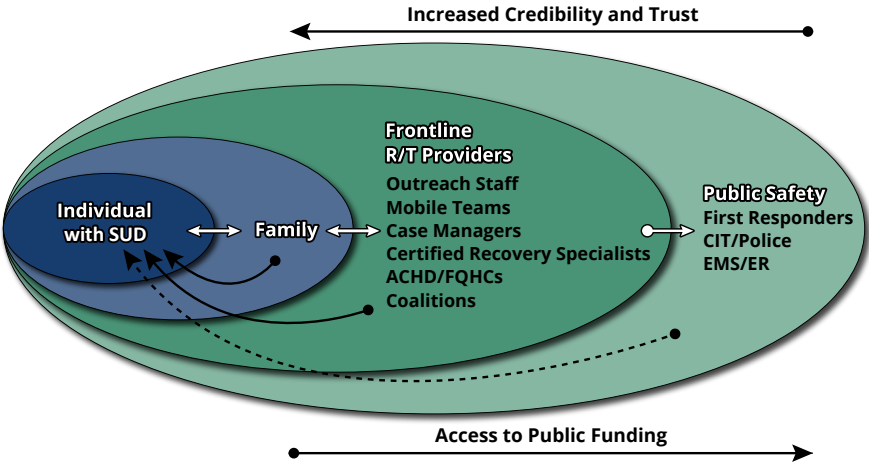 Increased Credibility and Trust
Individual
with SUD
Family
Frontline
R/T Providers
Outreach Staff
Mobile Teams
Case Managers
Certified Recovery Specialists
ACHD/FQHCs
Coalitions
Public Safety
First Responders
CIT/Police
EMS/ER
Access to Public Funding